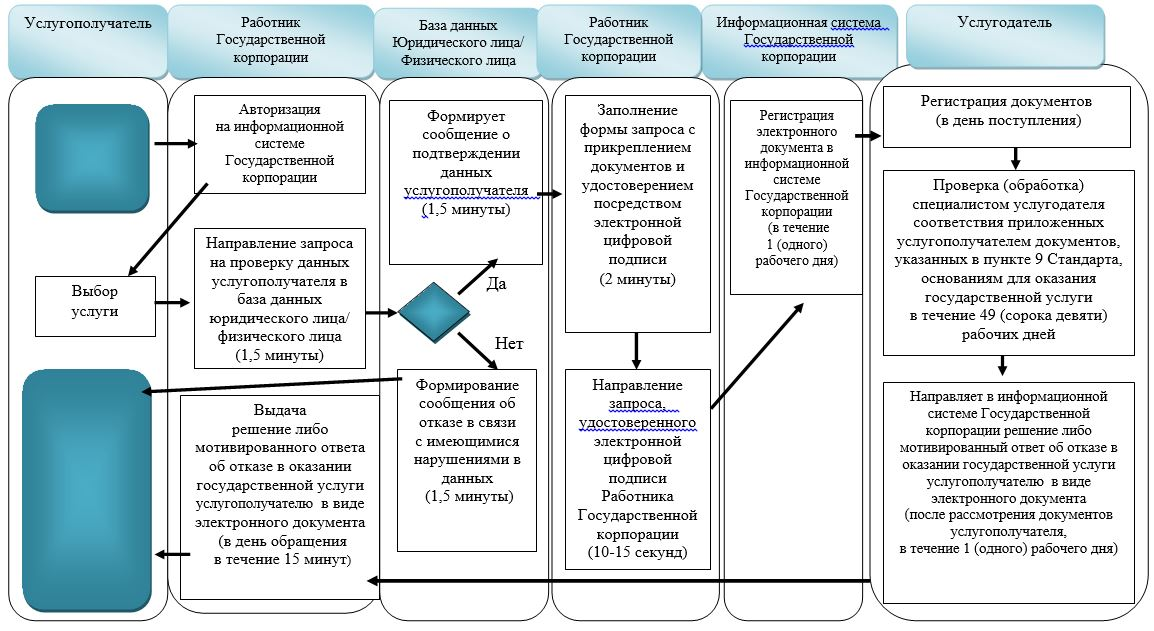 Услугополучатель
Работник
Государственной
корпорации
База данных
Юридического лица/
Физического лица
Работник
Государственной
корпорации
Информационная система
Государственной
корпорации
Услугодатель
Авторизация
на информационной
системе
Государственной
корпорации
Выбор
услуги
Направление запроса
на проверку данных
услугополучателя в
база данных
юридического лица/
физического лица
(1,5 минуты)
Выдача
решение либо
мотивированного ответа
об отказе в оказании
государственной услуги
услугополучателю в виде
электронного документа
(в день обращения
в течение 15 минут)
Формирует
сообщение о
подтверждении
данных
услугополучателя
(1,5 минуты)
Да
Нет
Формирование
сообщения об
отказе в связи
с имеющимися
нарушениями в
данных
(1,5 минуты)
Заполнение
формы запроса с
прикреплением
документов и
удостоверением
посредством
электронной
цифровой
подписи
(2 минуты)
Направление
запроса,
удостоверенного
электронной
цифровой
подписи
Работника
Государственной
корпорации
(10-15 секунд)
Регистрация
электронного
документа в
информационной
системе
Государственной
корпорации
(в течение
1 (одного)
рабочего дня)
Регистрация документов
(в день поступления)
Проверка (обработка)
специалистом услугодателя
соответствия приложенных
услугополучателем документов,
указанных в пункте 9 Стандарта,
основаниям для оказания
государственной услуги
в течение 49 (сорока девяти)
рабочих дней
Направляет в информационной
системе Государственной
корпорации решение либо
мотивированный ответ об отказе в
оказании государственной услуги
услугополучателю в виде
электронного документа
(после рассмотрения документов
услугополучателя,
в течение 1 (одного) рабочего дня)